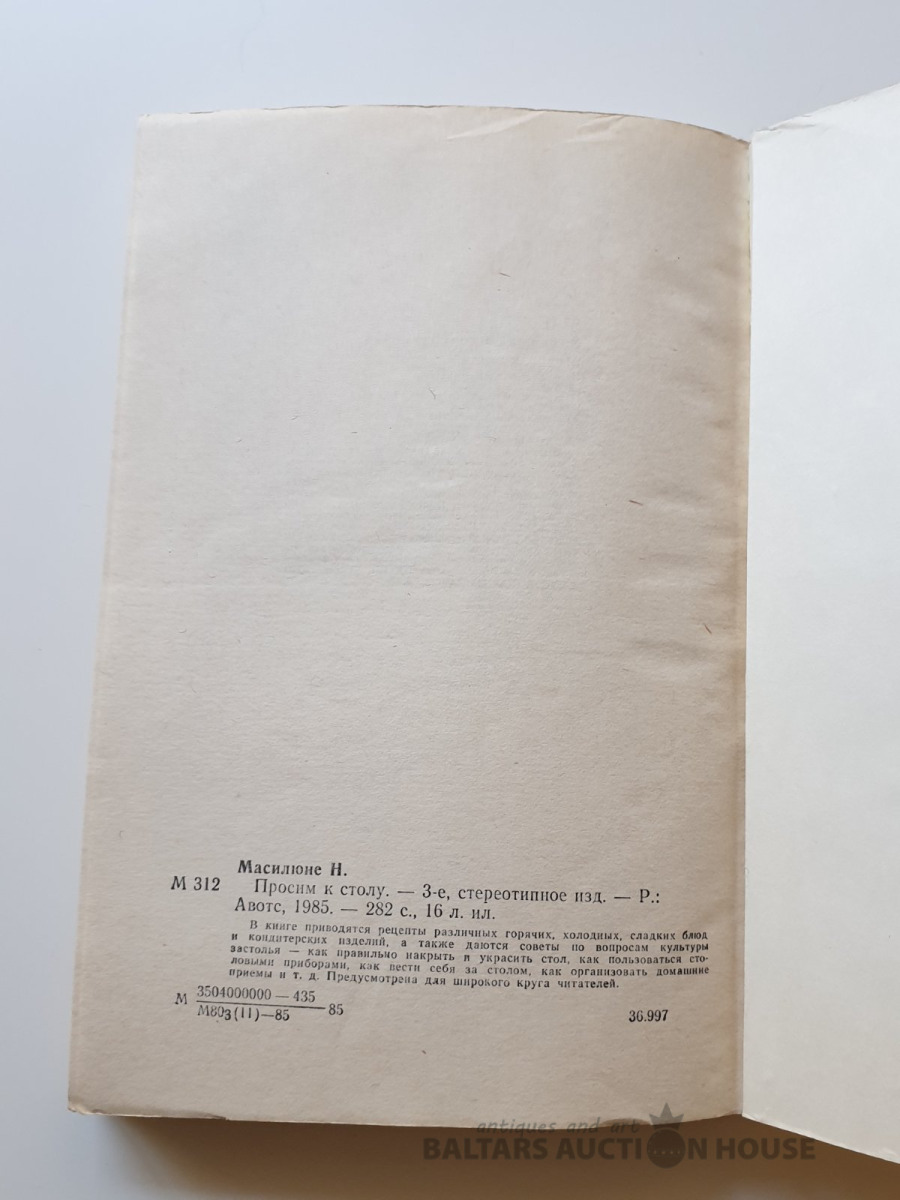 Масилюне Н.
М 312 Просим к столу. — 3-е, стереотипное изд. — Р.:
Авотс, 1985. — 282 с., 16 л. ил.
В книге приводятся рецепты различных горячих, холодных, сладких блюд
и кондитерских изделий, а также даются советы по вопросам культуры
застолья — как правильно накрыть и украсить стол, как пользоваться сто-
ловыми приборами, как вести себя за столом, как организовать домашние
приемы и т. д. Предусмотрена для широкого круга читателей.
М 3504000000 — 435
М803(11)—85 — 85
36.997
antiques and art
BALTARS AUCTION HOUSE